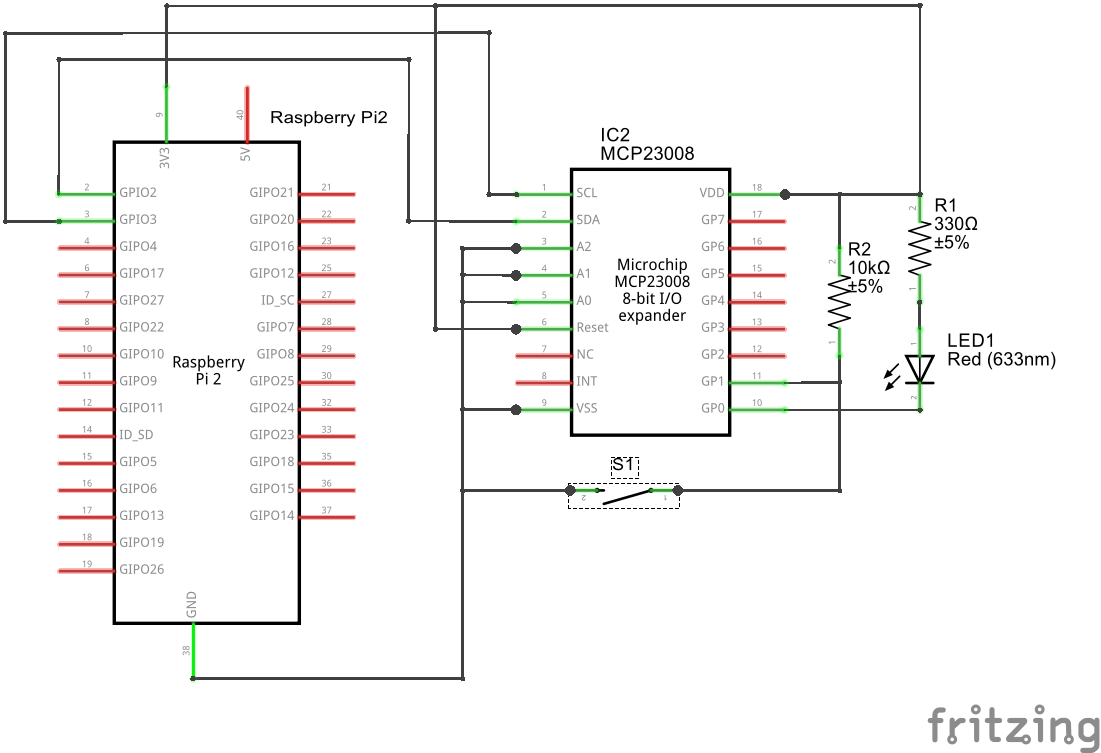 Raspberry Pi2
9
3V3
40
5V
2 GPIO2
3 GPIO3
4 GIPO4
6 GIPO17
7 GIPO27
8 GIPO22
10 GIPO10
11 GIPO9
12 GIPO11
14 ID_SD
15 GIPO5
16 GIPO6
17 GIPO13
18 GIPO19
19 GIPO26
Raspberry
Pi 2
GIPO21 21
GIPO20 22
GIPO16 23
GIPO12 25
ID_SC 27
GIPO7 28
GIPO8 29
GIPO25 30
GIPO24 32
GIPO23 33
GIPO18 35
GIPO15 36
GIPO14 37
GND
38
IC2
MCP23008
1 SCL
2 SDA
3 A2
4 A1
5 A0
6 Reset
7 NC
8 INT
9 VSS
Microchip
MCP23008
8-bit I/O
expander
VDD 18
GP7 17
GP6 16
GP5 15
GP4 14
GP3 13
GP2 12
GP1 11
GP0 10
R1
330Ω
±5%
2
1
R2
10kΩ
±5%
2
1
LED1
Red (633nm)
1
2
S1
2
1
fritzing